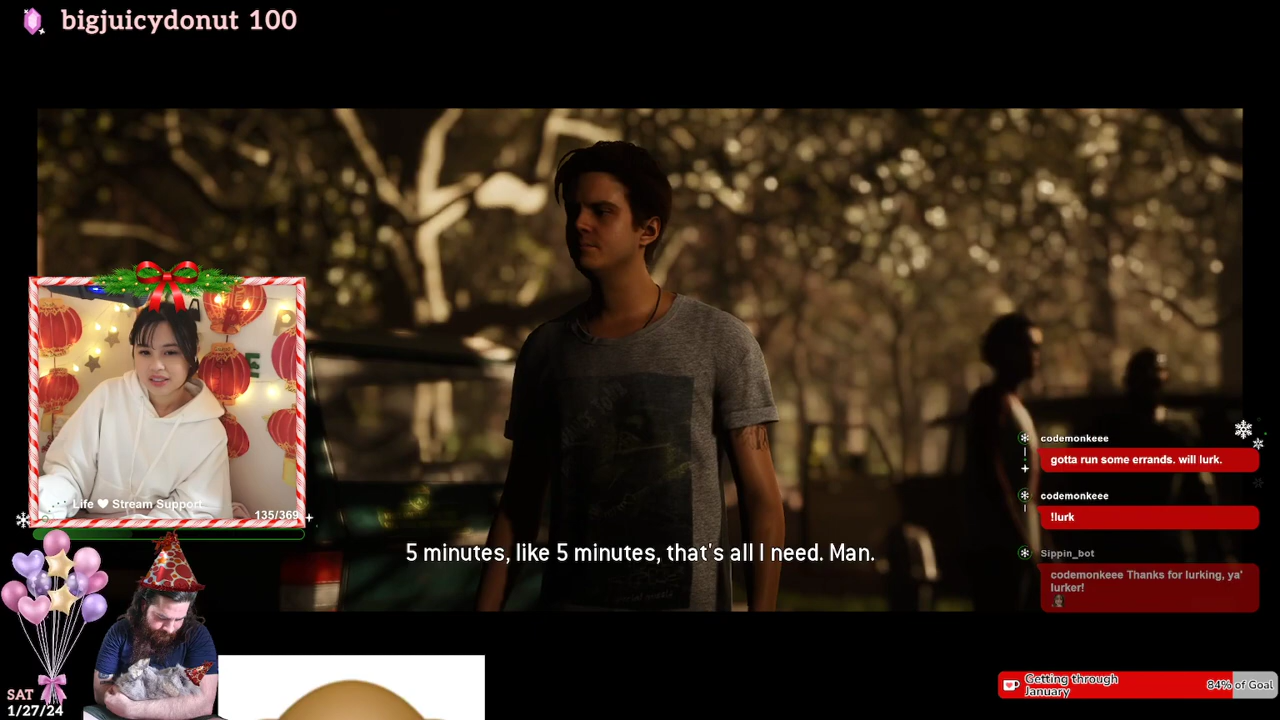 bigjuicydonut 100
codemonkeee
gotta run some errands. will lurk.
codemonkeee
!lurk
Sippin_bot
codemonkeee Thanks for lurking, ya'
lurker!
Life ♥ Stream Support
135/369
5 minutes, like 5 minutes, that's all I need. Man.
SAT
1/27/24
Getting through
January
84% of Goal